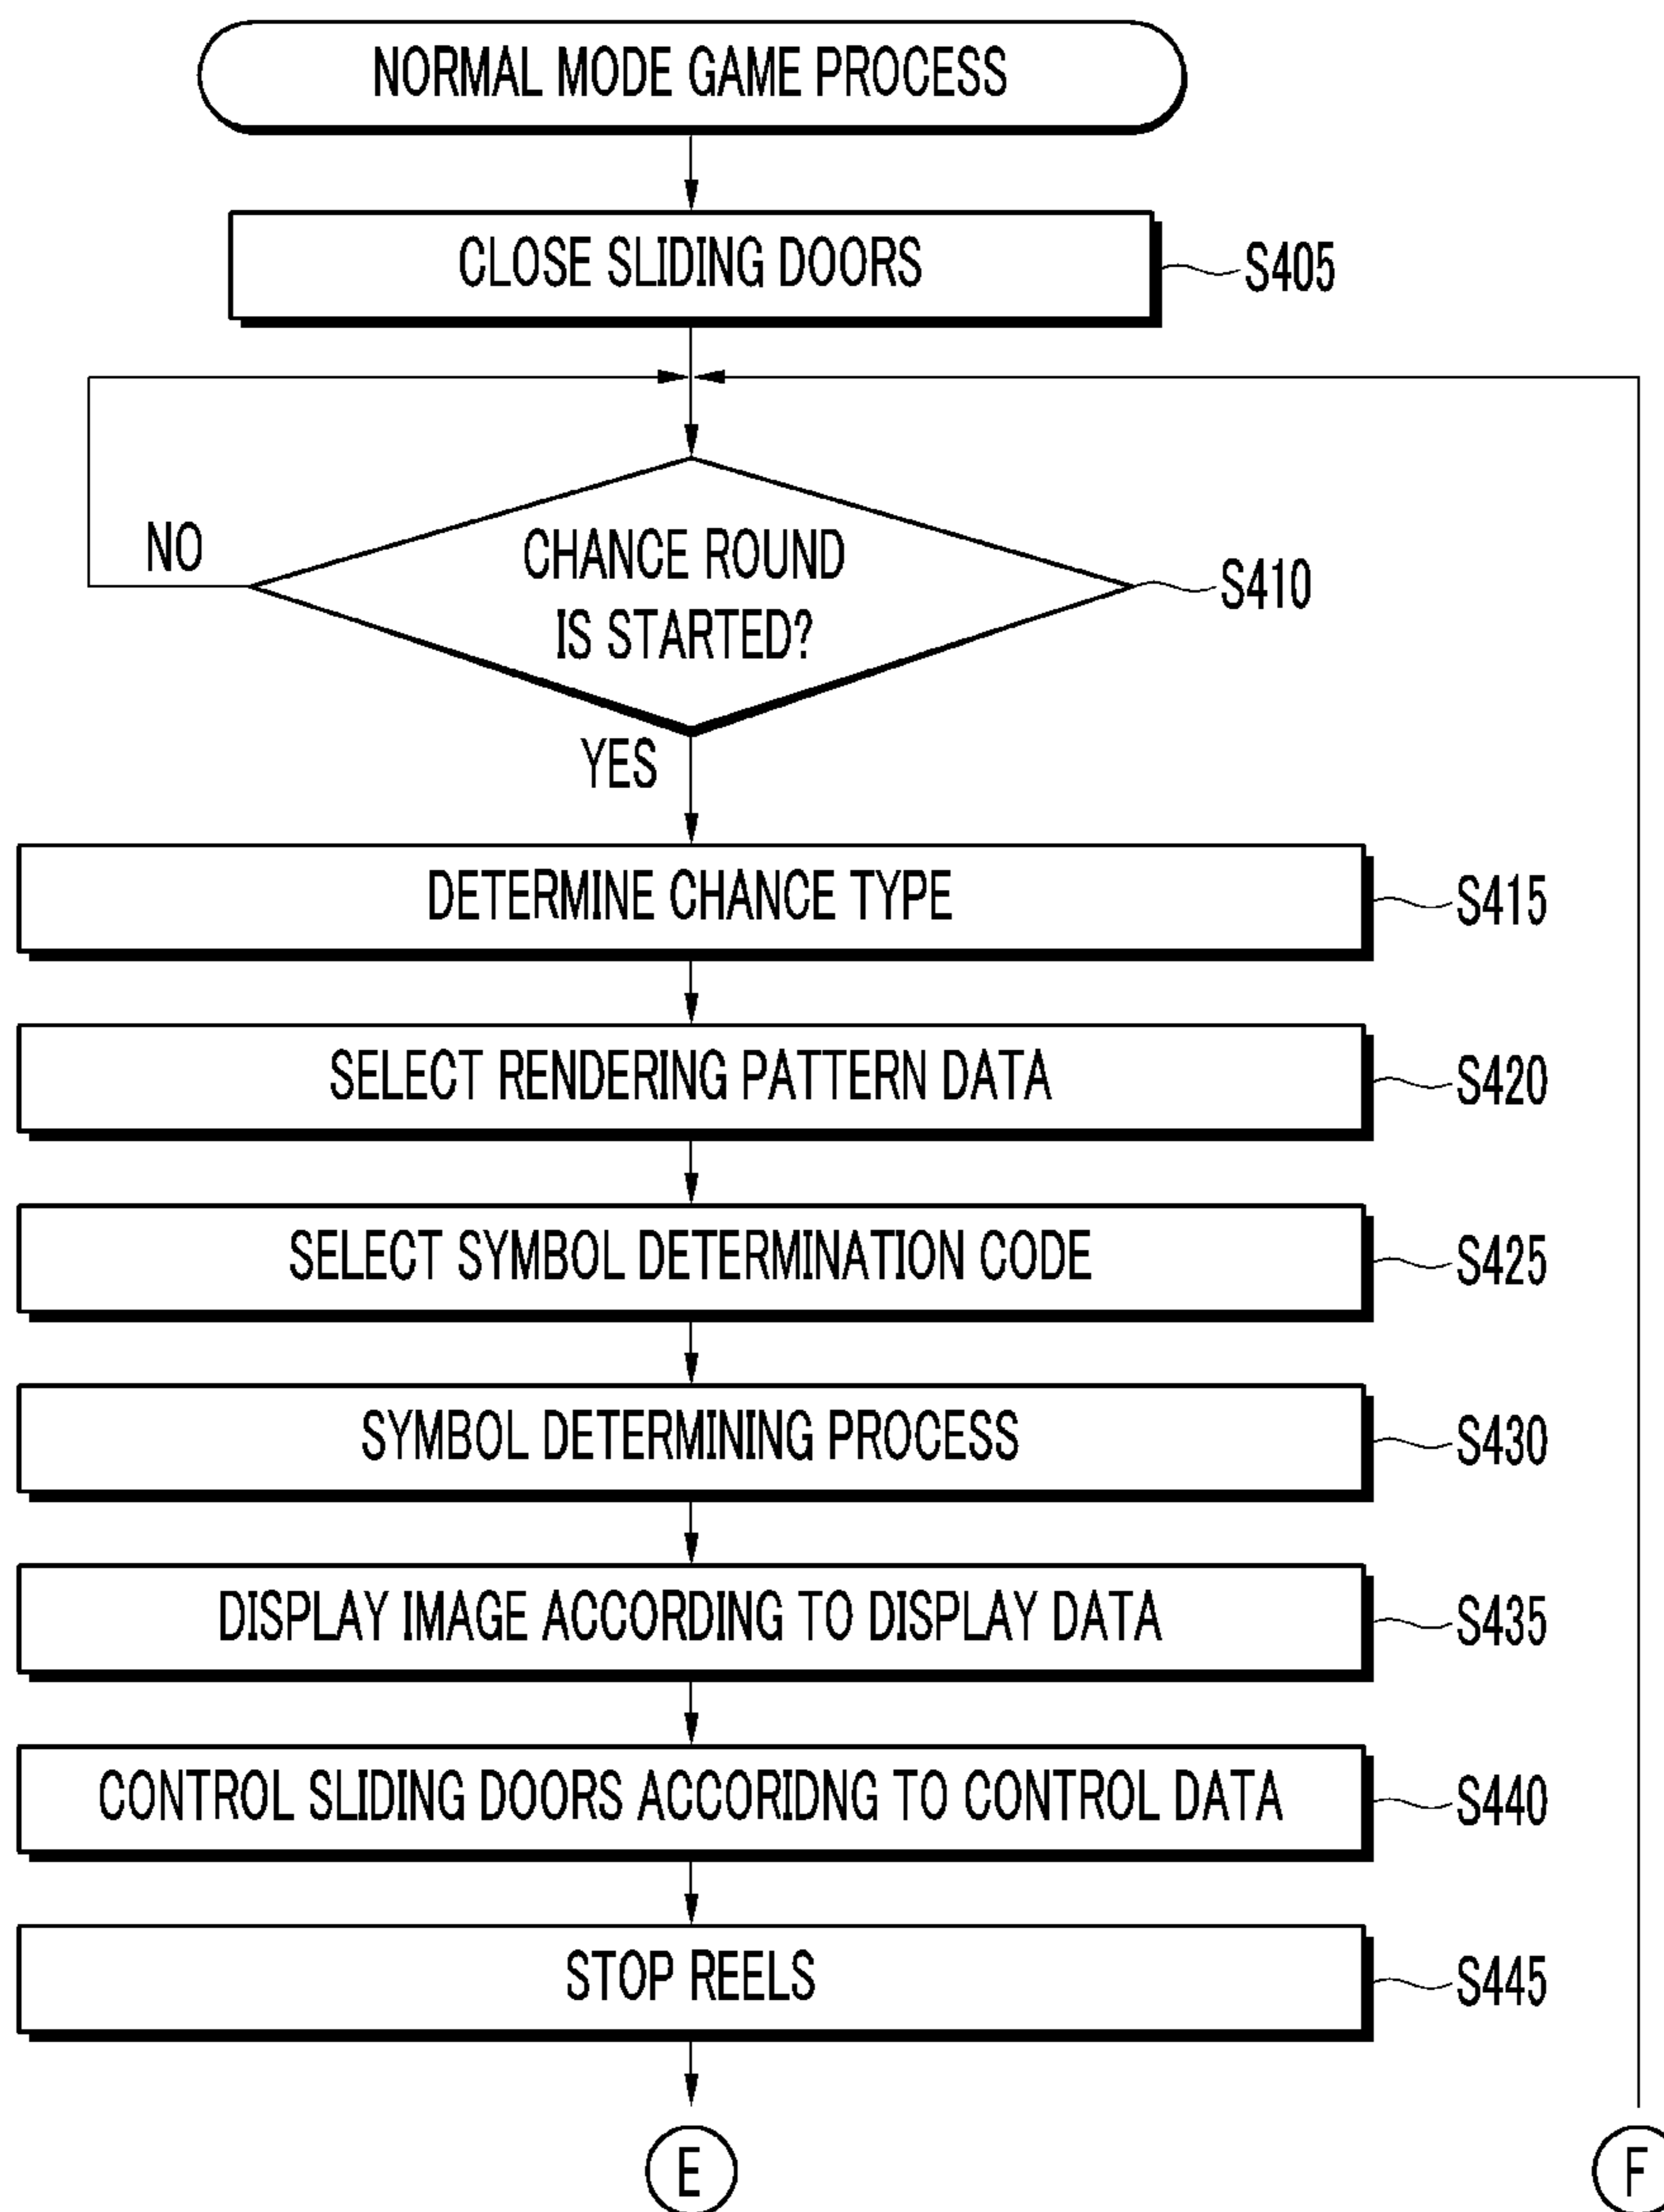 NORMAL MODE GAME PROCESS
CLOSE SLIDING DOORS
S405
NO
CHANCE ROUND
IS STARTED?
S410
YES
DETERMINE CHANCE TYPE
S415
SELECT RENDERING PATTERN DATA
S420
SELECT SYMBOL DETERMINATION CODE
S425
SYMBOL DETERMINING PROCESS
S430
DISPLAY IMAGE ACCORDING TO DISPLAY DATA
S435
CONTROL SLIDING DOORS ACCORIDNG TO CONTROL DATA
S440
STOP REELS
S445
E
F